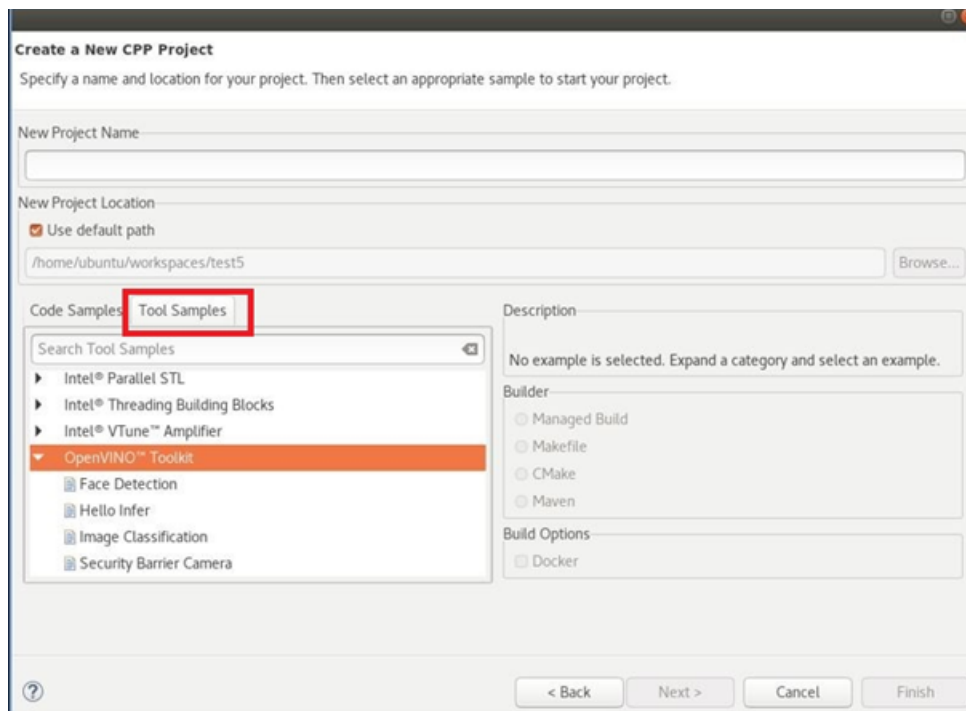 Create a New CPP Project
Specify a name and location for your project. Then select an appropriate sample to start your project.
New Project Name
New Project Location
Use default path
/home/ubuntu/workspaces/test5
Browse...
Code Samples
Tool Samples
Search Tool Samples
Intel® Parallel STL
Intel® Threading Building Blocks
Intel® VTune™ Amplifier
OpenVINO™ Toolkit
Face Detection
Hello Infer
Image Classification
Security Barrier Camera
Description
No example is selected. Expand a category and select an example.
Builder
Managed Build
Makefile
CMake
Maven
Build Options
Docker
?
< Back
Next >
Cancel
Finish